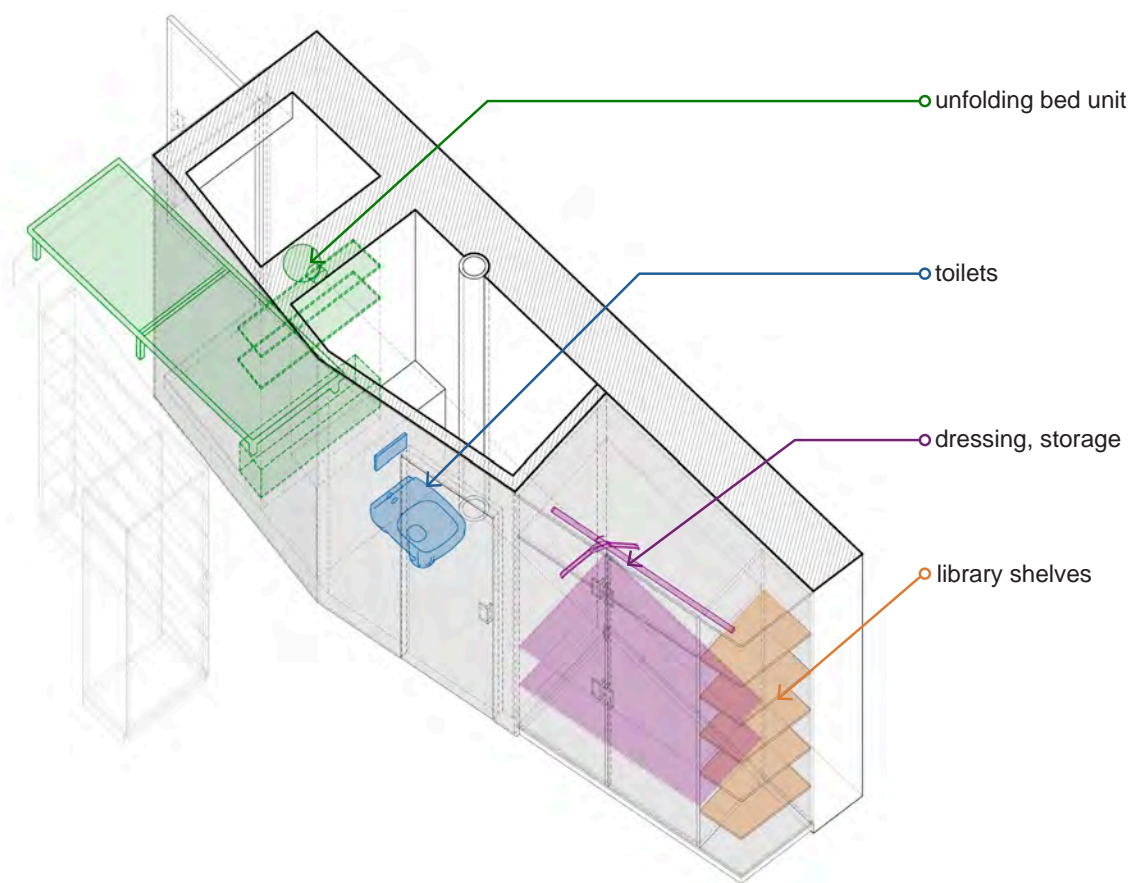 unfolding bed unit
toilets
dressing, storage
library shelves